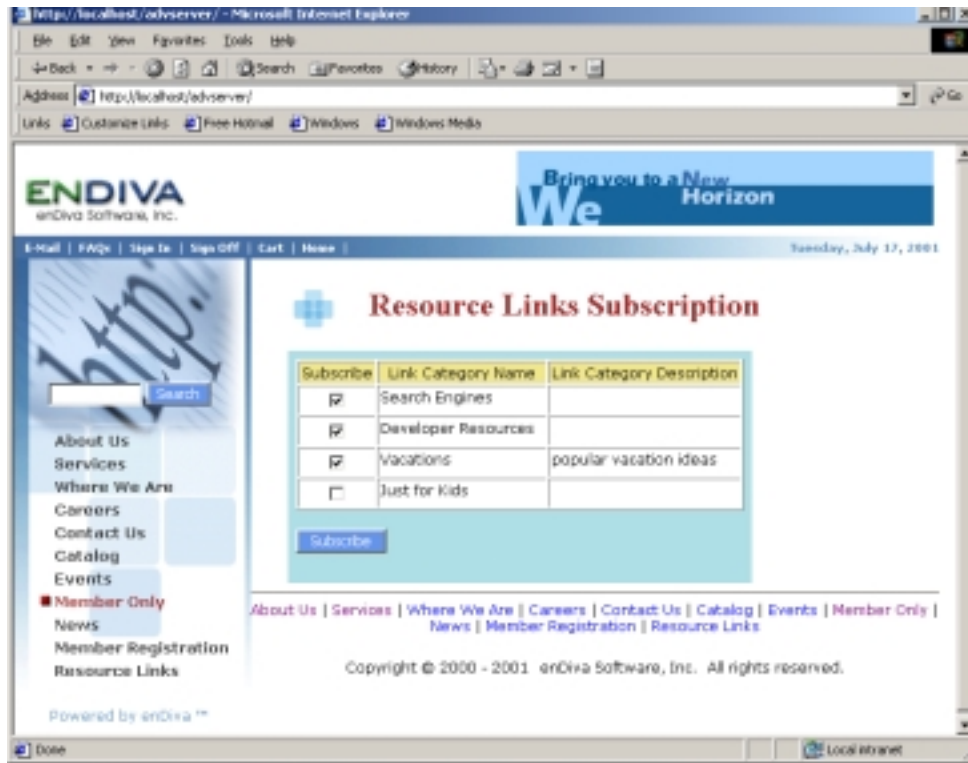 http://localhost/advserver/ - Microsoft Internet Explorer
File Edit View Favorites Tools Help
Back Search Favorites History
Address http://localhost/advserver/ Go
Links Customize Links Free Hotmail Windows Windows Media
ENDIVA
enDiva Software, Inc.
Bring you to a New
We Horizon
E-Mail | FAQs | Sign In | Sign Off | Cart | Home |
Tuesday, July 17, 2001
http:
Search
About Us
Services
Where We Are
Careers
Contact Us
Catalog
Events
Member Only
News
Member Registration
Resource Links
Powered by enDiva ™
Resource Links Subscription
Subscribe Link Category Name Link Category Description
Search Engines
Developer Resources
Vacations popular vacation ideas
Just for Kids
Subscribe
About Us | Services | Where We Are | Careers | Contact Us | Catalog | Events | Member Only |
News | Member Registration | Resource Links
Copyright © 2000 - 2001 enDiva Software, Inc. All rights reserved.
Done
Local intranet